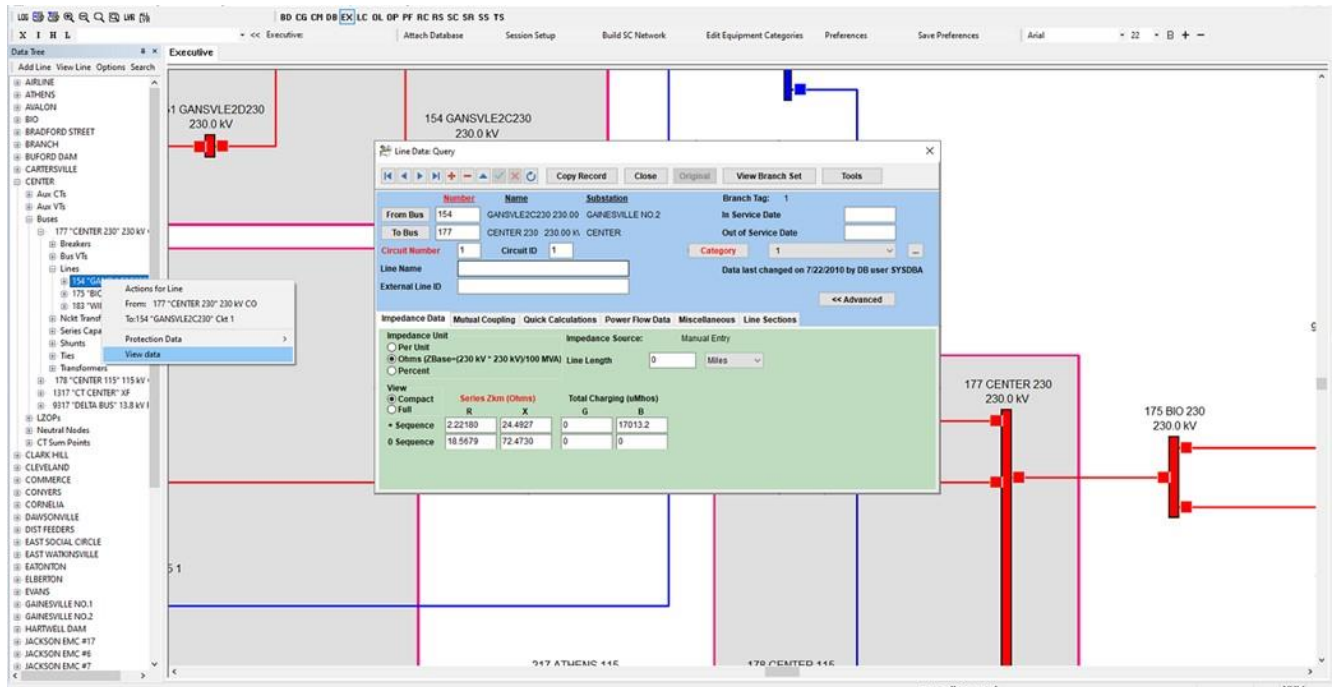 LOG LNR
BD CG CM DB EX LC OL OP PF RC RS SC SR SS TS
X I H L << Executive: Attach Database Session Setup Build SC Network Edit Equipment Categories Preferences Save Preferences Arial 22 B + −
Data Tree
Executive
Add Line View Line Options Search
AIRLINE
ATHENS
AVALON
BIO
BRADFORD STREET
BRANCH
BUFORD DAM
CARTERSVILLE
CENTER
Aux CTs
Aux VTs
Buses
177 "CENTER 230" 230 kV
Breakers
Bus VTs
Lines
154 "GA
175 "BIO
183 "WI
Nckt Transf
Series Capa
Shunts
Ties
Transformers
178 "CENTER 115" 115 kV
1317 "CT CENTER" XF
9317 "DELTA BUS" 13.8 kV
LZOPs
Neutral Nodes
CT Sum Points
CLARK HILL
CLEVELAND
COMMERCE
CONYERS
CORNELIA
DAWSONVILLE
DIST FEEDERS
EAST SOCIAL CIRCLE
EAST WATKINSVILLE
EATONTON
ELBERTON
EVANS
GAINESVILLE NO.1
GAINESVILLE NO.2
HARTWELL DAM
JACKSON EMC #17
JACKSON EMC #6
JACKSON EMC #7
Actions for Line
From: 177 "CENTER 230" 230 kV CO
To:154 "GANSVLE2C230" Ckt 1
Protection Data >
View data
51 GANSVLE2D230
230.0 kV
154 GANSVLE2C230
230.0 kV
Line Data: Query
Copy Record Close Original View Branch Set Tools
Number Name Substation Branch Tag: 1
From Bus 154 GANSVLE2C230 230.00 GAINESVILLE NO.2 In Service Date
To Bus 177 CENTER 230 230.00 kV CENTER Out of Service Date
Circuit Number 1 Circuit ID 1 Category 1 ...
Line Name Data last changed on 7/22/2010 by DB user SYSDBA
External Line ID
<< Advanced
Impedance Data Mutual Coupling Quick Calculations Power Flow Data Miscellaneous Line Sections
Impedance Unit Impedance Source: Manual Entry
Per Unit
Ohms (ZBase=(230 kV * 230 kV)/100 MVA) Line Length 0 Miles
Percent
View
Compact Series Zkm (Ohms) Total Charging (uMhos)
Full R X G B
+ Sequence 2.22180 24.4927 0 17013.2
0 Sequence 18.5679 72.4730 0 0
177 CENTER 230
230.0 kV
175 BIO 230
230.0 kV
5 1
217 ATHENS 115
178 CENTER 115